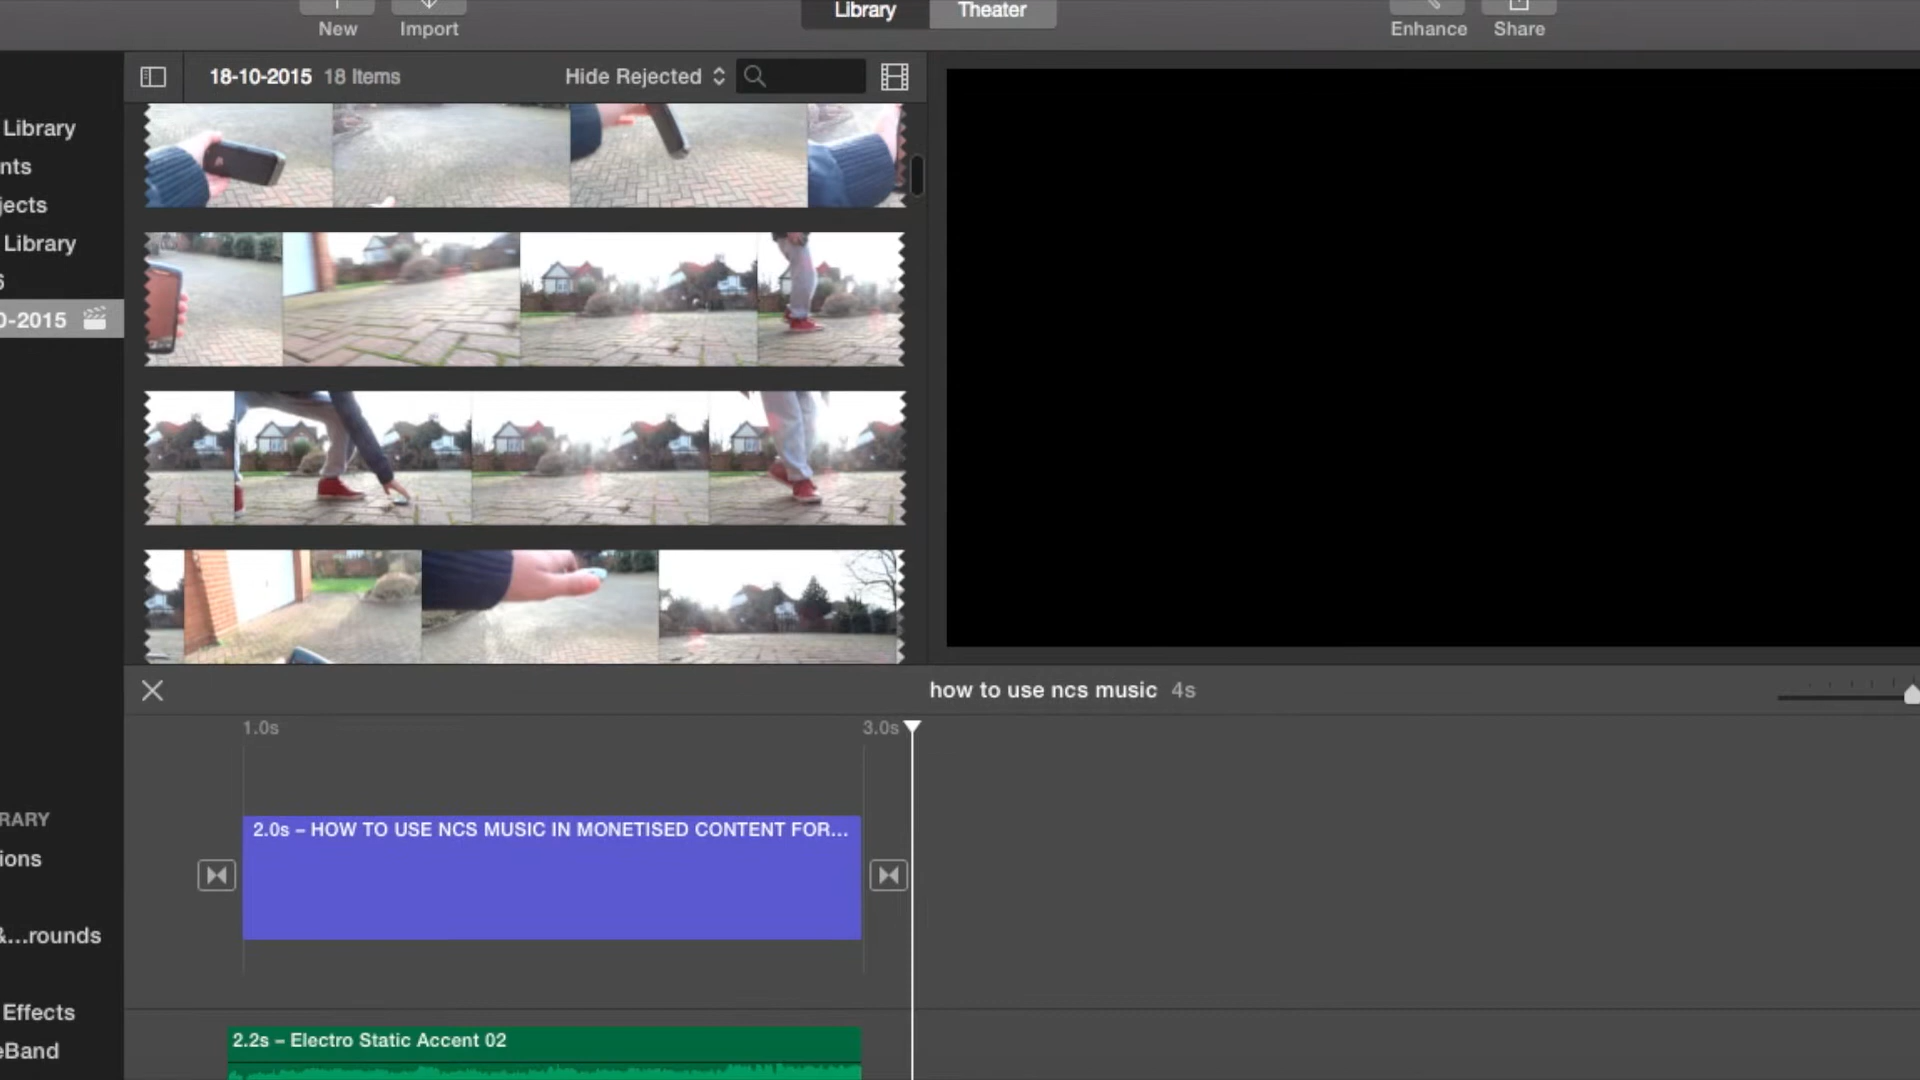 Library Theater
New Import Enhance Share
18-10-2015 18 Items Hide Rejected
Library
nts
jects
Library
0-2015
how to use ncs music 4s
1.0s 3.0s
2.0s – HOW TO USE NCS MUSIC IN MONETISED CONTENT FOR...
RARY
ions
&...rounds
Effects
eBand
2.2s – Electro Static Accent 02